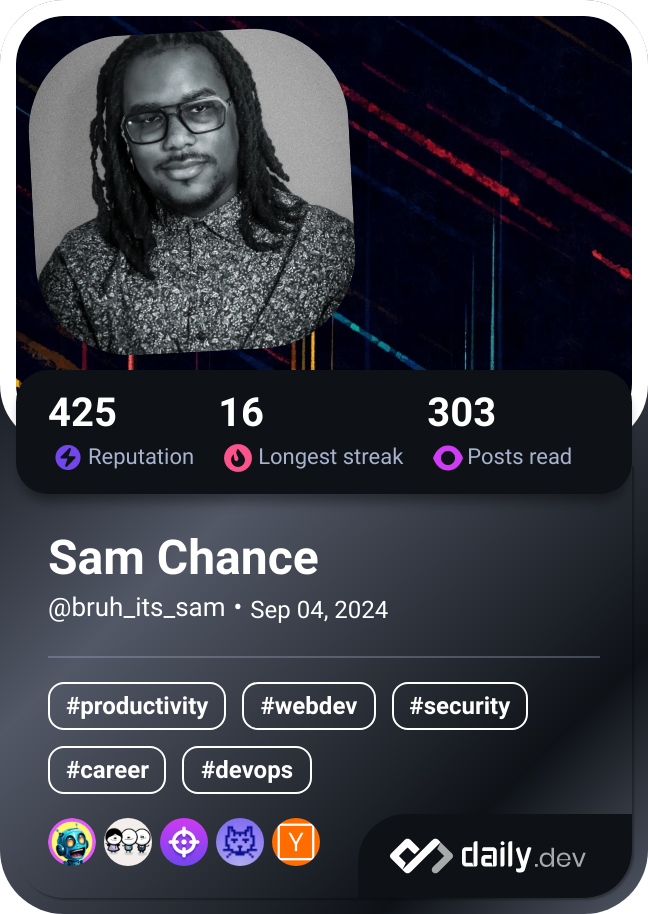 425 16 303
Reputation Longest streak Posts read
Sam Chance
@bruh_its_sam • Sep 04, 2024
#productivity #webdev #security
#career #devops
Y
daily.dev